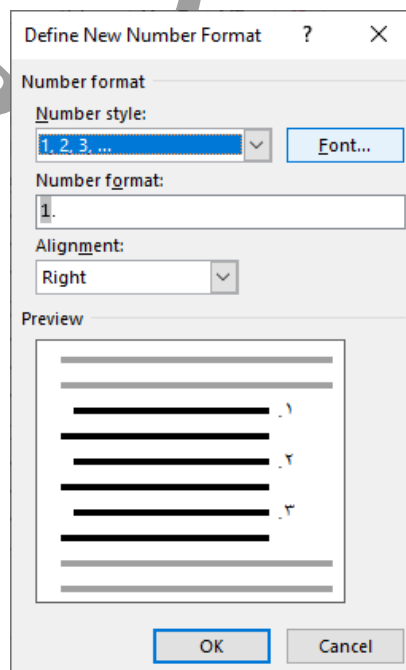 Define New Number Format ? ×
Number format
Number style:
1, 2, 3, ...
Font...
Number format:
1.
Alignment:
Right
Preview
١.
٢.
٣.
OK Cancel